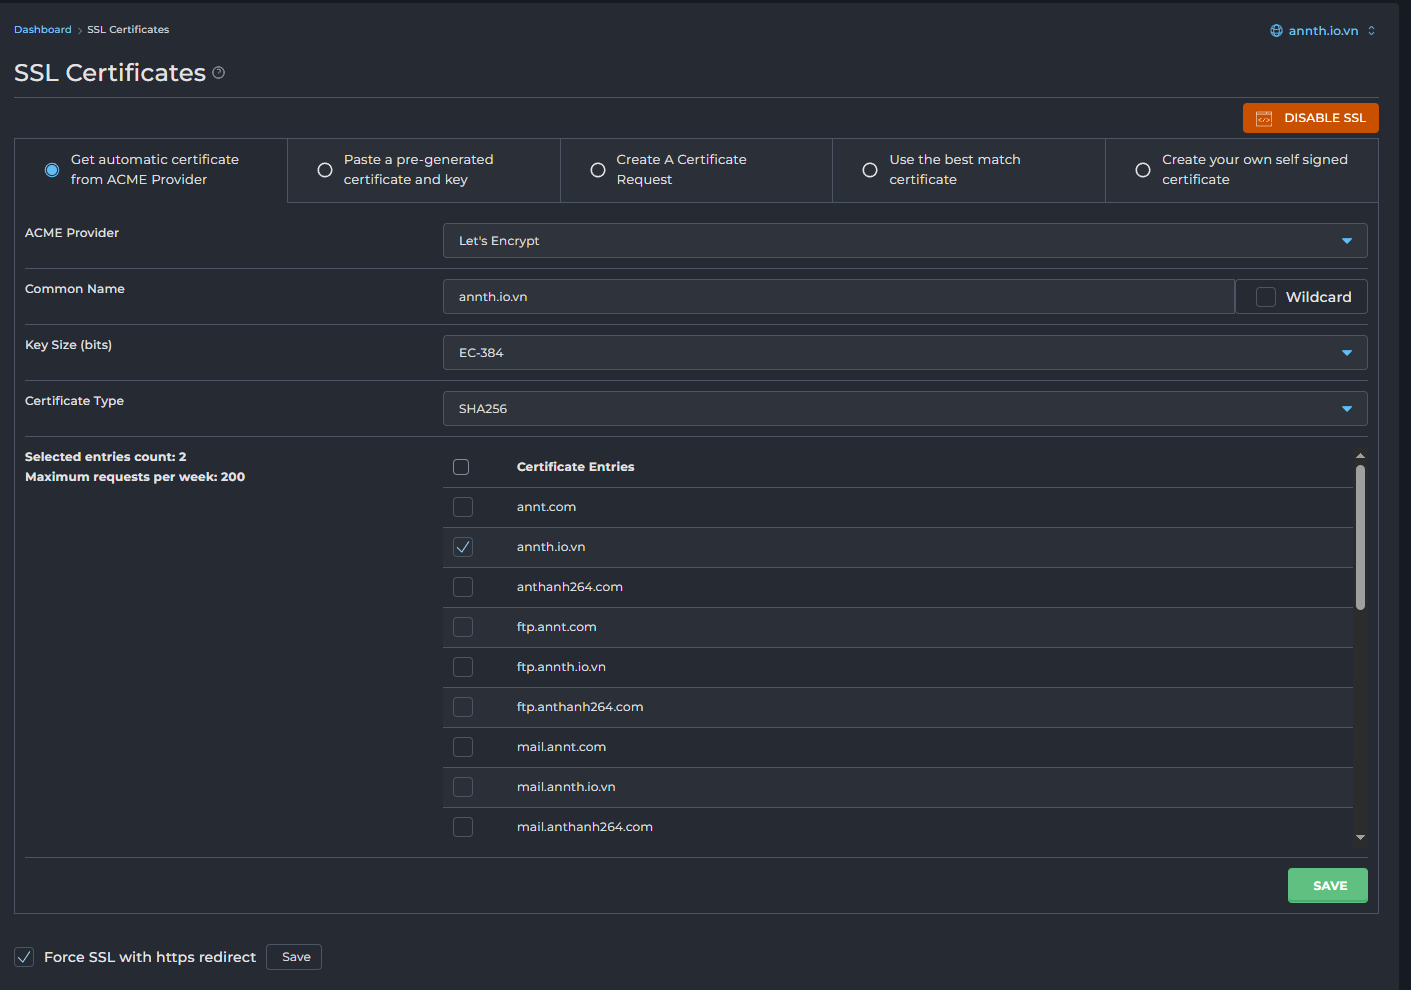 Dashboard > SSL Certificates
annth.io.vn
SSL Certificates ?
DISABLE SSL
Get automatic certificate
from ACME Provider
Paste a pre-generated
certificate and key
Create A Certificate
Request
Use the best match
certificate
Create your own self signed
certificate
ACME Provider
Let's Encrypt
Common Name
annth.io.vn
Wildcard
Key Size (bits)
EC-384
Certificate Type
SHA256
Selected entries count: 2
Maximum requests per week: 200
Certificate Entries
annt.com
annth.io.vn
anthanh264.com
ftp.annt.com
ftp.annth.io.vn
ftp.anthanh264.com
mail.annt.com
mail.annth.io.vn
mail.anthanh264.com
SAVE
Force SSL with https redirect
Save